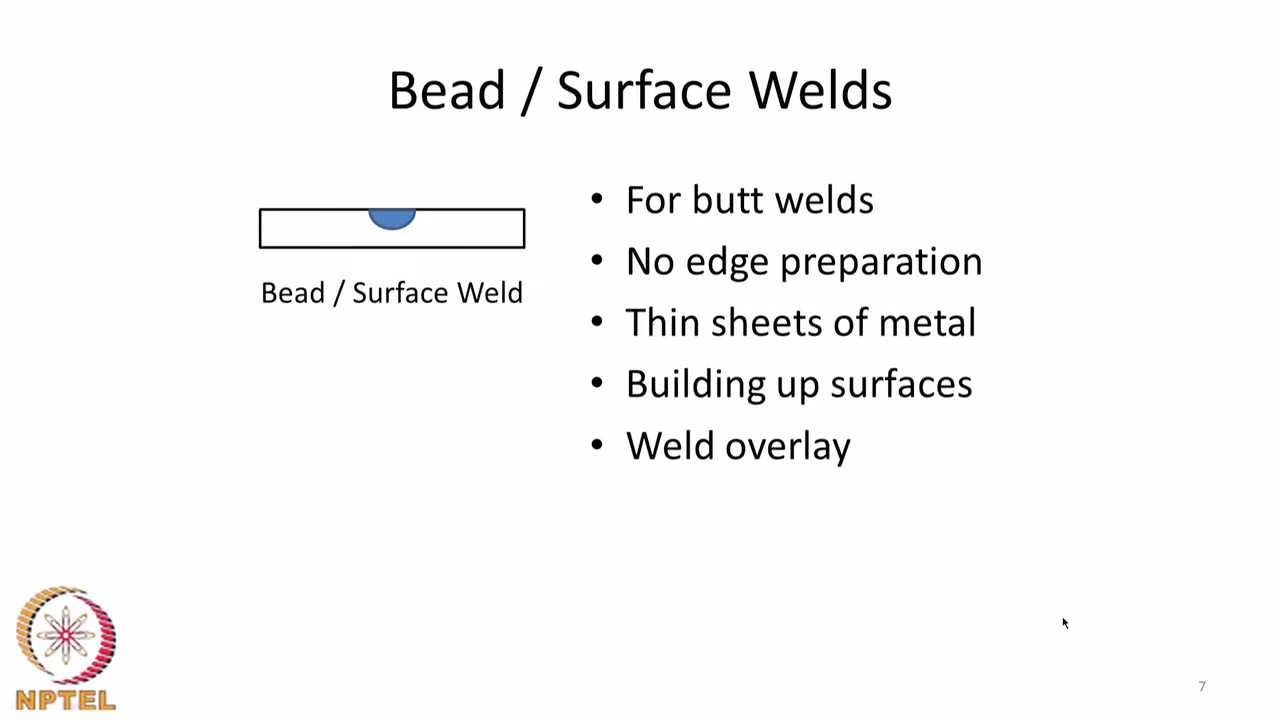 Bead / Surface Welds
Bead / Surface Weld
• For butt welds
• No edge preparation
• Thin sheets of metal
• Building up surfaces
• Weld overlay
NPTEL
7